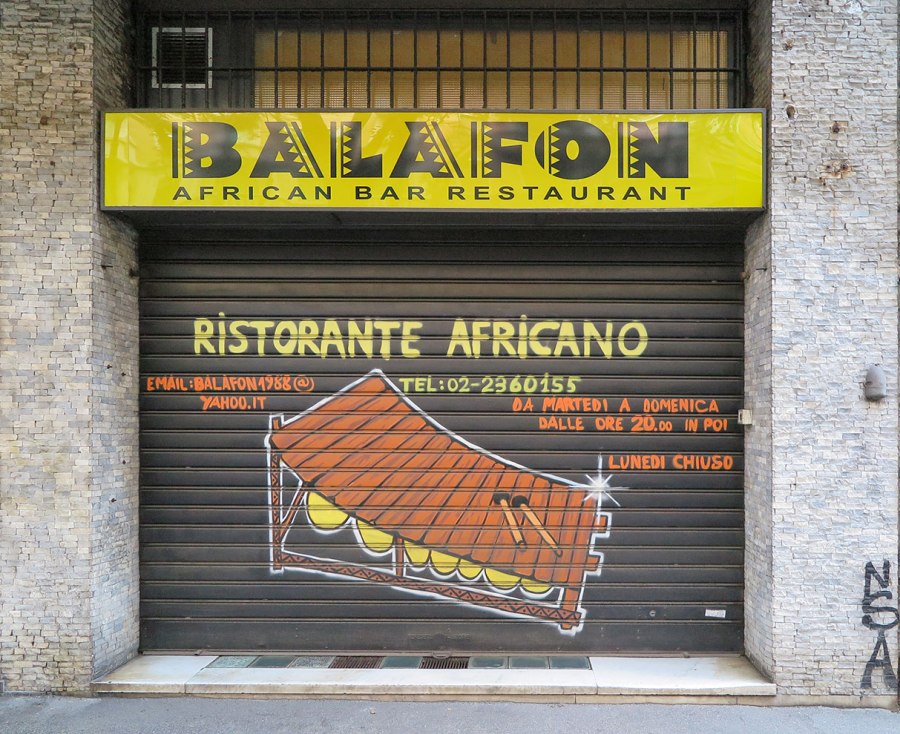 BALAFON
AFRICAN BAR RESTAURANT
RISTORANTE AFRICANO
EMAIL:BALAFON1988@
YAHOO.IT
TEL:02-2360155
DA MARTEDI A DOMENICA
DALLE ORE 20.00 IN POI
LUNEDI CHIUSO
NSA